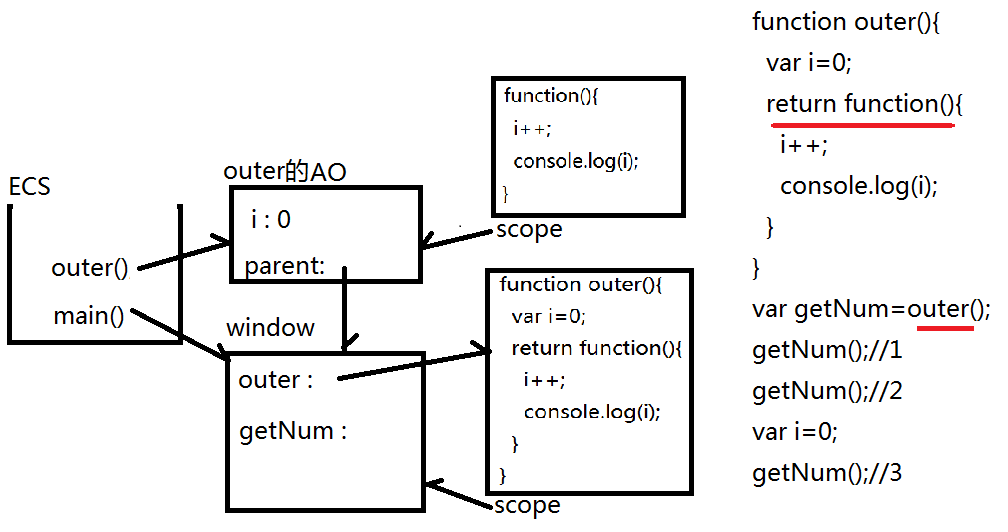 ECS
outer()
main()
outer的AO
i : 0
parent:
window
outer :
getNum :
function(){
i++;
console.log(i);
}
scope
function outer(){
var i=0;
return function(){
i++;
console.log(i);
}
}
scope
function outer(){
var i=0;
return function(){
i++;
console.log(i);
}
}
var getNum=outer();
getNum();//1
getNum();//2
var i=0;
getNum();//3